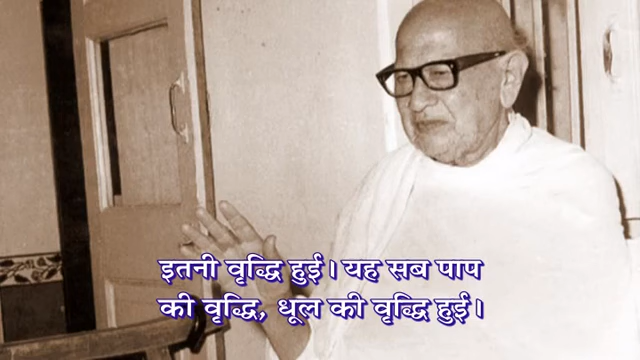 इतनी वृद्धि हुई। यह सब पाप
की वृद्धि, धूल की वृद्धि हुई।